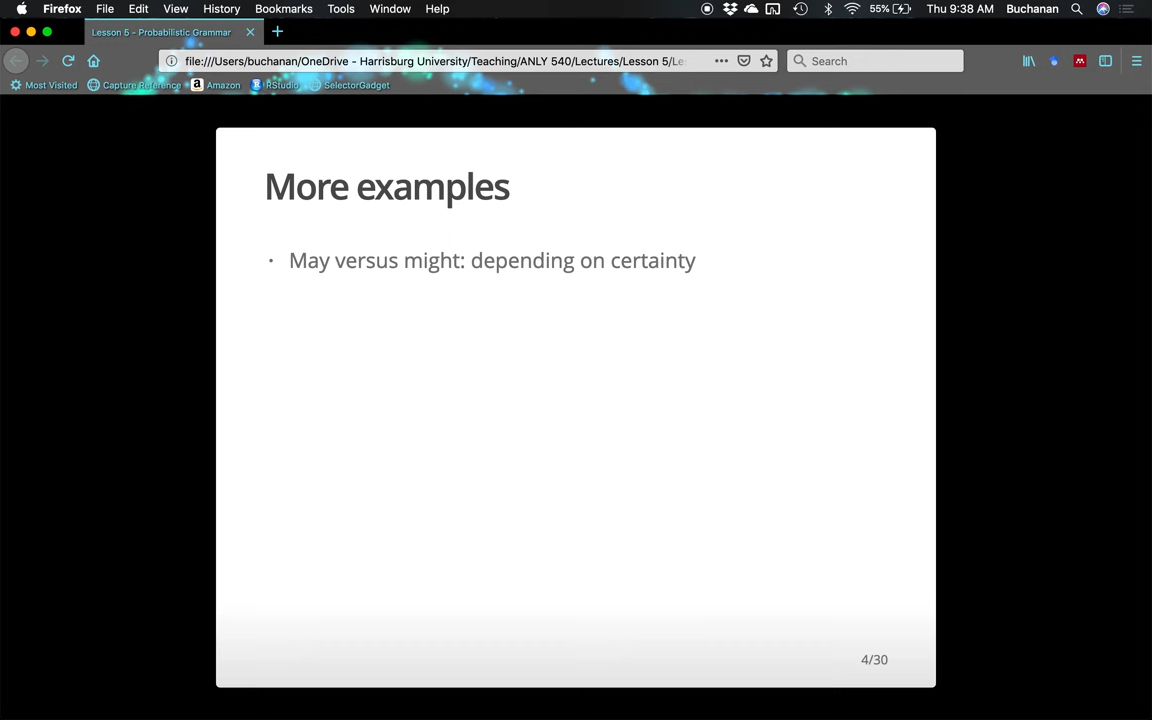 Firefox File Edit View History Bookmarks Tools Window Help 55% Thu 9:38 AM Buchanan
Lesson 5 - Probabilistic Grammar
file:///Users/buchanan/OneDrive - Harrisburg University/Teaching/ANLY 540/Lectures/Lesson 5/Le Search
Most Visited Capture Reference Amazon RStudio SelectorGadget
More examples
· May versus might: depending on certainty
4/30